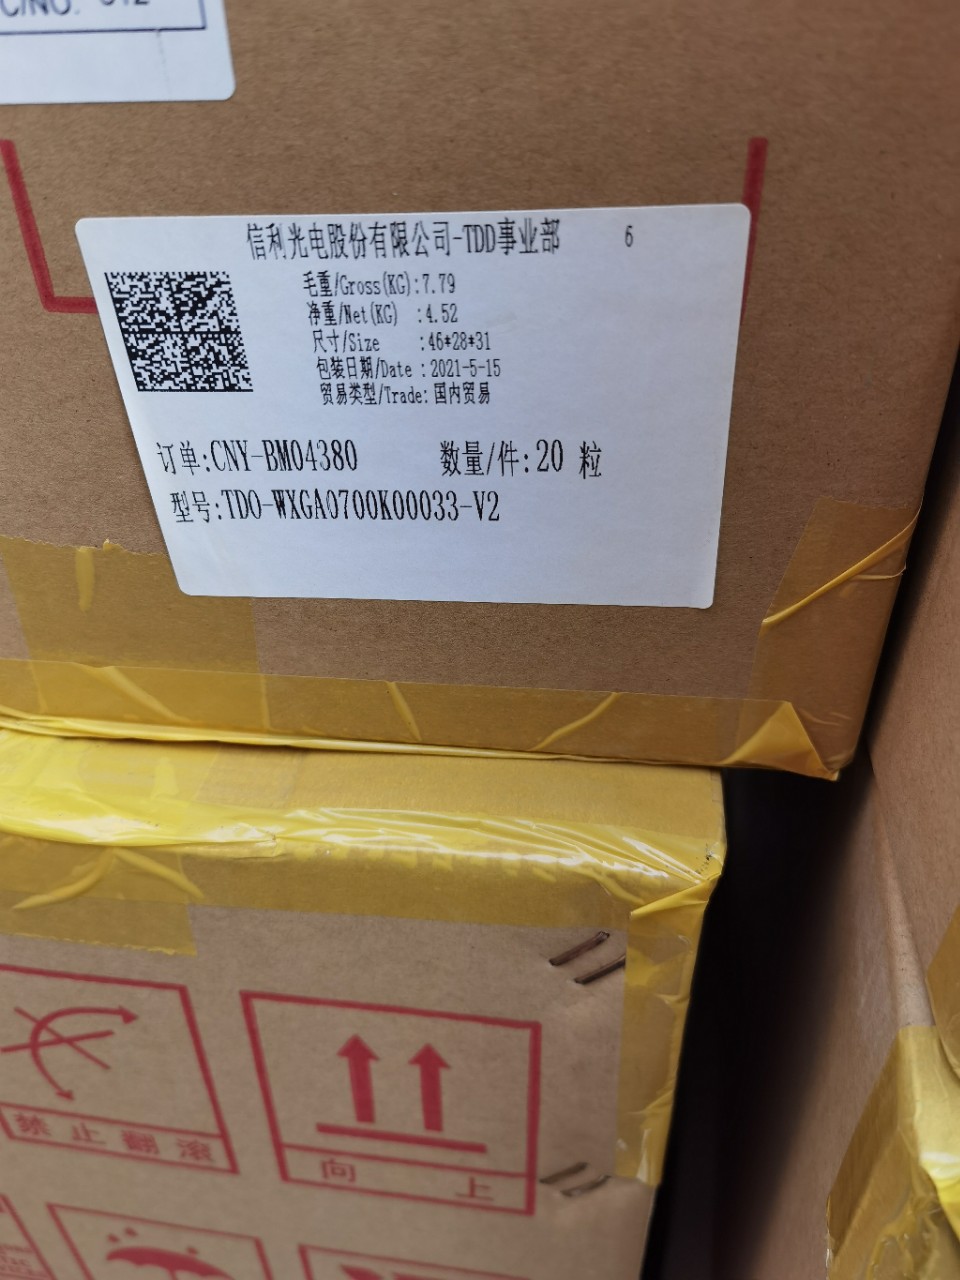 C/NO. 012
信利光电股份有限公司-TDD事业部 6
毛重/Gross(KG):7.79
净重/Net(KG) :4.52
尺寸/Size :46*28*31
包装日期/Date :2021-5-15
贸易类型/Trade:国内贸易
订单:CNY-BM04380 数量/件:20 粒
型号:TDO-WXGA0700K00033-V2
禁止翻滚
向上